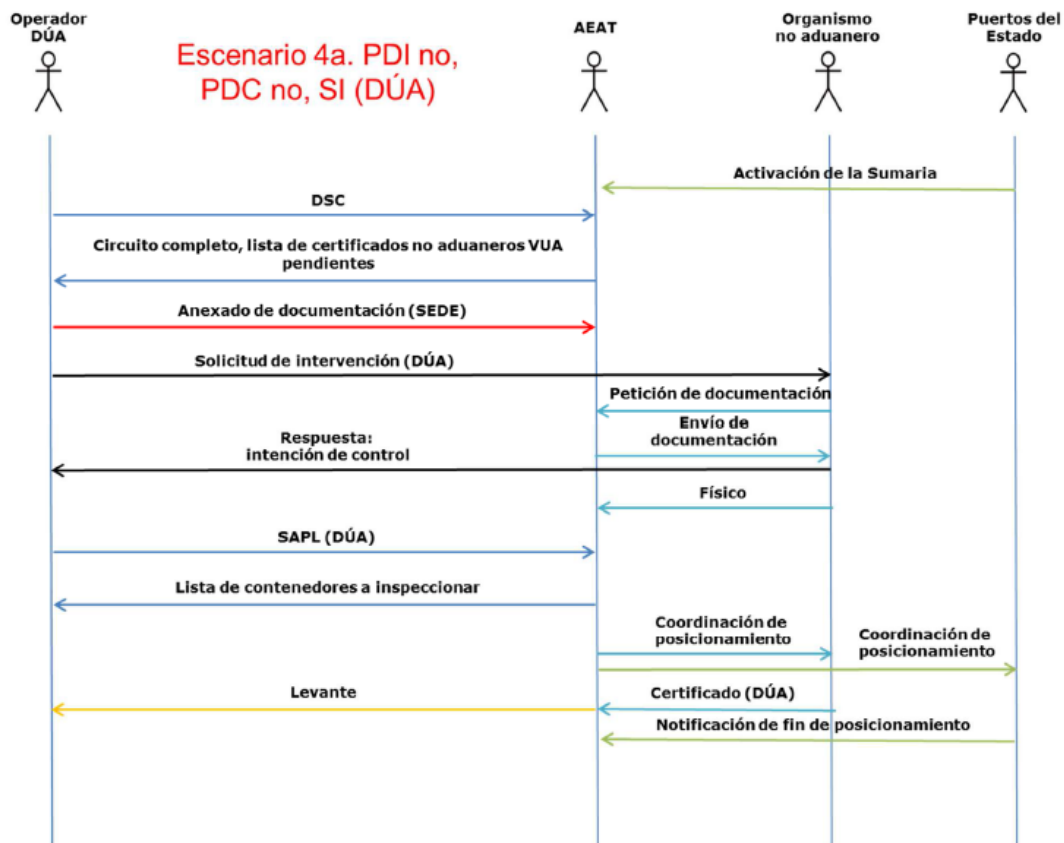 Operador
DÚA
AEAT
Organismo
no aduanero
Puertos del
Estado
Escenario 4a. PDI no,
PDC no, SI (DÚA)
Activación de la Sumaria
DSC
Circuito completo, lista de certificados no aduaneros VUA
pendientes
Anexado de documentación (SEDE)
Solicitud de intervención (DÚA)
Petición de documentación
Envío de
documentación
Respuesta:
intención de control
Físico
SAPL (DÚA)
Lista de contenedores a inspeccionar
Coordinación de
posicionamiento
Coordinación de
posicionamiento
Levante
Certificado (DÚA)
Notificación de fin de posicionamiento